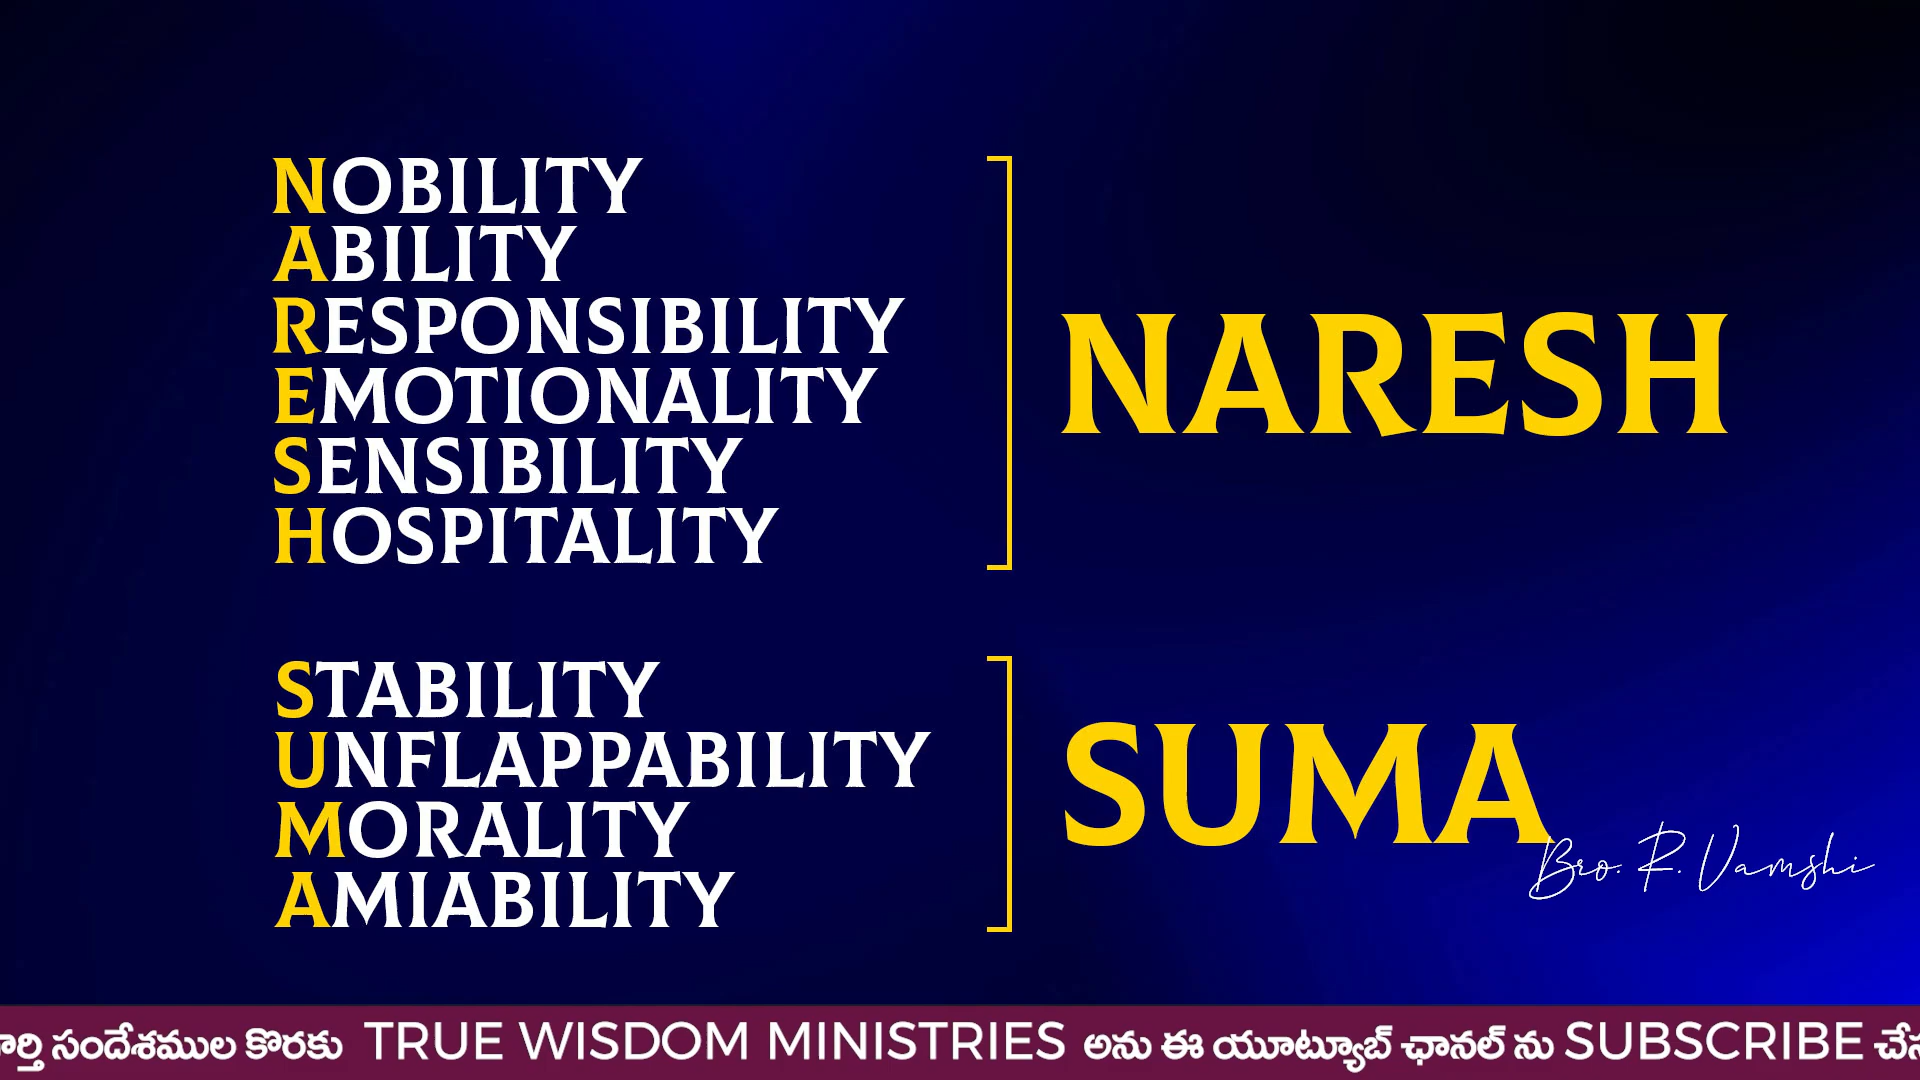 NOBILITY
ABILITY
RESPONSIBILITY
EMOTIONALITY
SENSIBILITY
HOSPITALITY
NARESH
STABILITY
UNFLAPPABILITY
MORALITY
AMIABILITY
SUMA
Bro. R. Vamshi
సందేశముల కొరకు TRUE WISDOM MINISTRIES అను ఈ యూట్యూబ్ ఛానల్ ను SUBSCRIBE